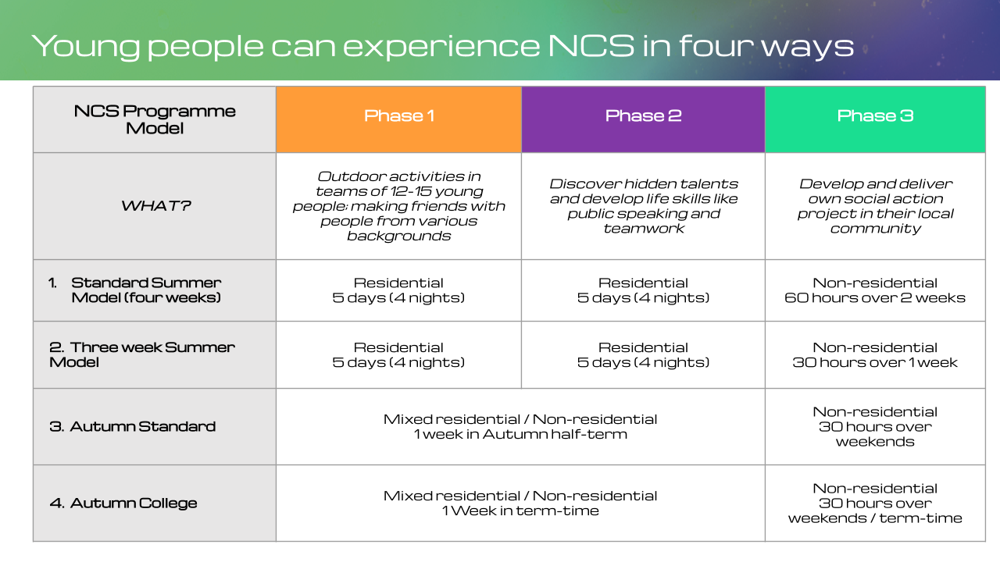 Young people can experience NCS in four ways
NCS Programme
Model
Phase 1
Phase 2
Phase 3
WHAT?
Outdoor activities in
teams of 12-15 young
people; making friends with
people from various
backgrounds
Discover hidden talents
and develop life skills like
public speaking and
teamwork
Develop and deliver
own social action
project in their local
community
1. Standard Summer
Model (four weeks)
Residential
5 days (4 nights)
Residential
5 days (4 nights)
Non-residential
60 hours over 2 weeks
2. Three week Summer
Model
Residential
5 days (4 nights)
Residential
5 days (4 nights)
Non-residential
30 hours over 1 week
3. Autumn Standard
Mixed residential / Non-residential
1 week in Autumn half-term
Non-residential
30 hours over
weekends
4. Autumn College
Mixed residential / Non-residential
1 Week in term-time
Non-residential
30 hours over
weekends / term-time